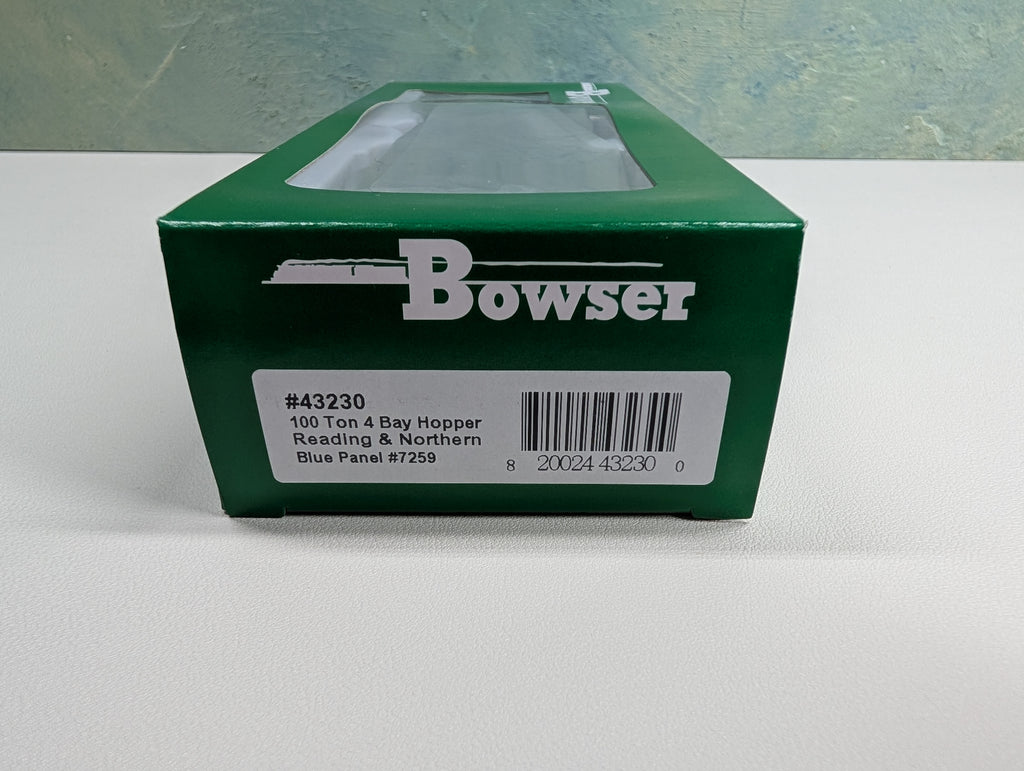 Bowser
#43230
100 Ton 4 Bay Hopper
Reading & Northern
Blue Panel #7259
8 20024 43230 0